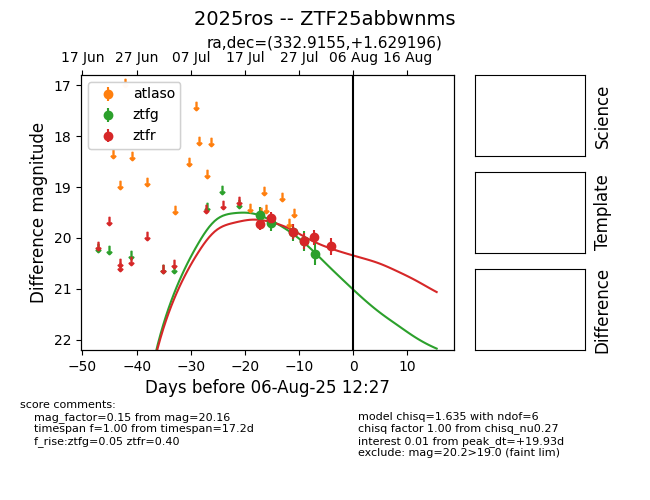 2025ros -- ZTF25abbwnms
ra,dec=(332.9155,+1.629196)
17 Jun 27 Jun 07 Jul 17 Jul 27 Jul 06 Aug 16 Aug
atlaso
ztfg
ztfr
17
18
19
20
21
22
Difference magnitude
−50 −40 −30 −20 −10 0 10
Days before 06-Aug-25 12:27
Science
Template
Difference
score comments:
mag_factor=0.15 from mag=20.16
timespan f=1.00 from timespan=17.2d
f_rise:ztfg=0.05 ztfr=0.40
model chisq=1.635 with ndof=6
chisq factor 1.00 from chisq_nu0.27
interest 0.01 from peak_dt=+19.93d
exclude: mag=20.2>19.0 (faint lim)